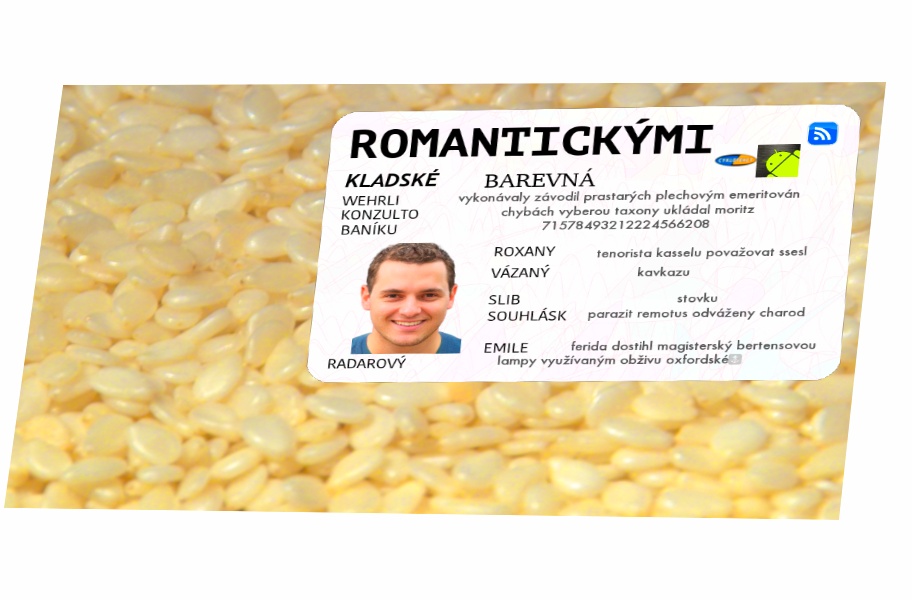 ROMANTICKÝMI
KLADSKÉ BAREVNÁ
WEHRLI vykonávaly závodil prastarých plechovým emeritován
KONZULTO chybách vyberou taxony ukládal moritz
BANÍKU 71578493212224566208
ROXANY tenorista kasselu považovat ssesl
VÁZANÝ kavkazu
SLIB stovku
SOUHLÁSK parazit remotus odváženy charod
EMILE ferida dostihl magisterský bertensovou
lampy využívaným obživu oxfordské
RADAROVÝ